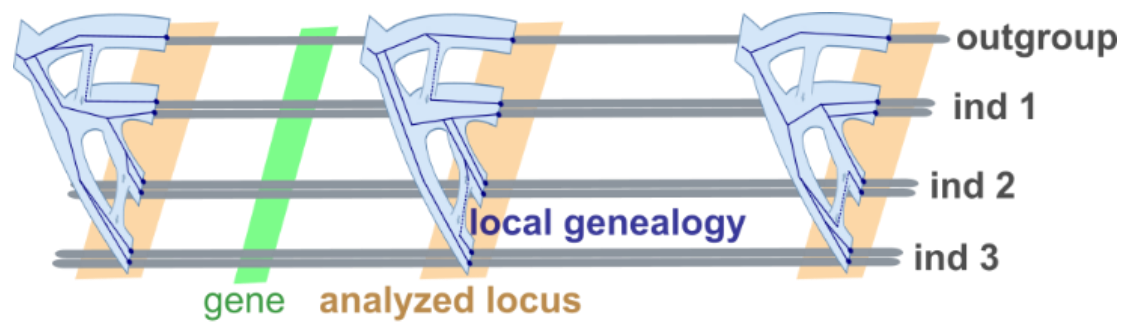 outgroup
ind 1
ind 2
local genealogy
ind 3
gene
analyzed locus